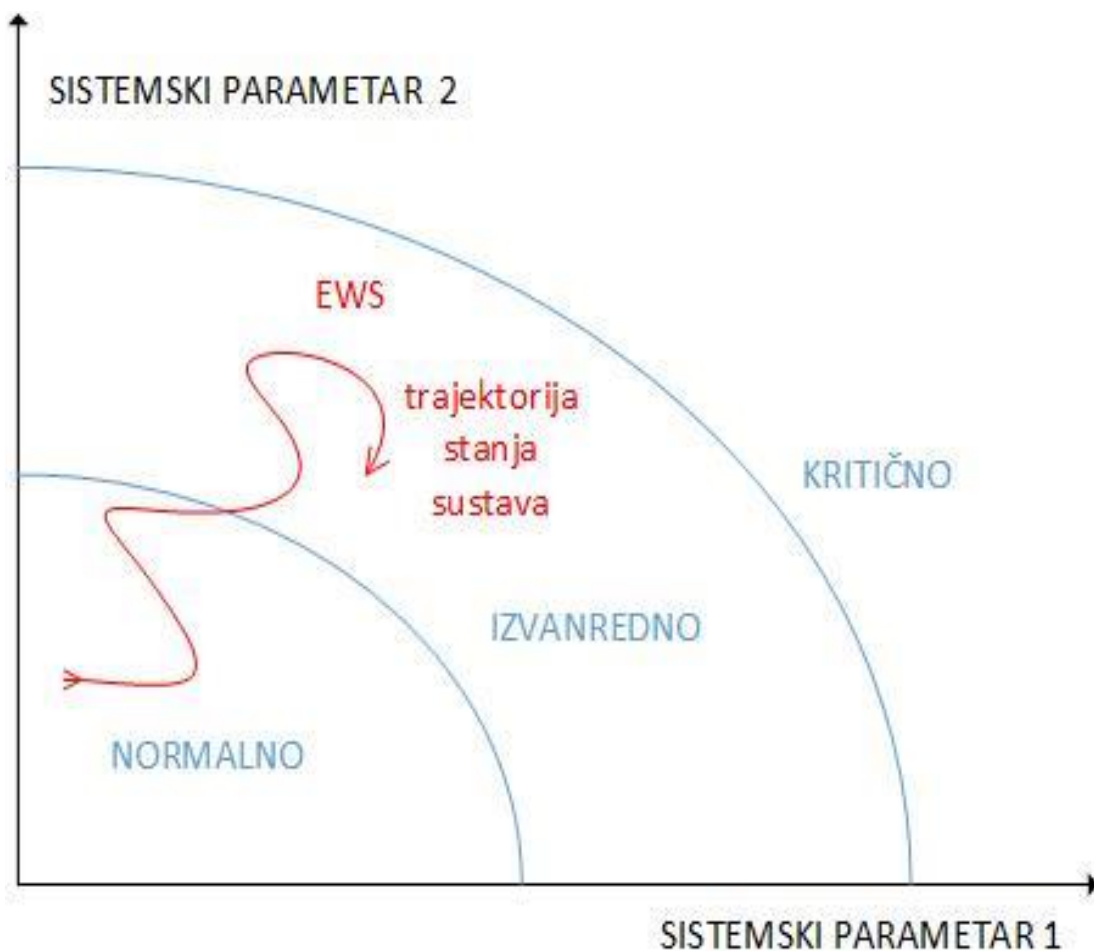 SISTEMSKI PARAMETAR 2
EWS
trajektorija
stanja
sustava
KRITIČNO
IZVANREDNO
NORMALNO
SISTEMSKI PARAMETAR 1